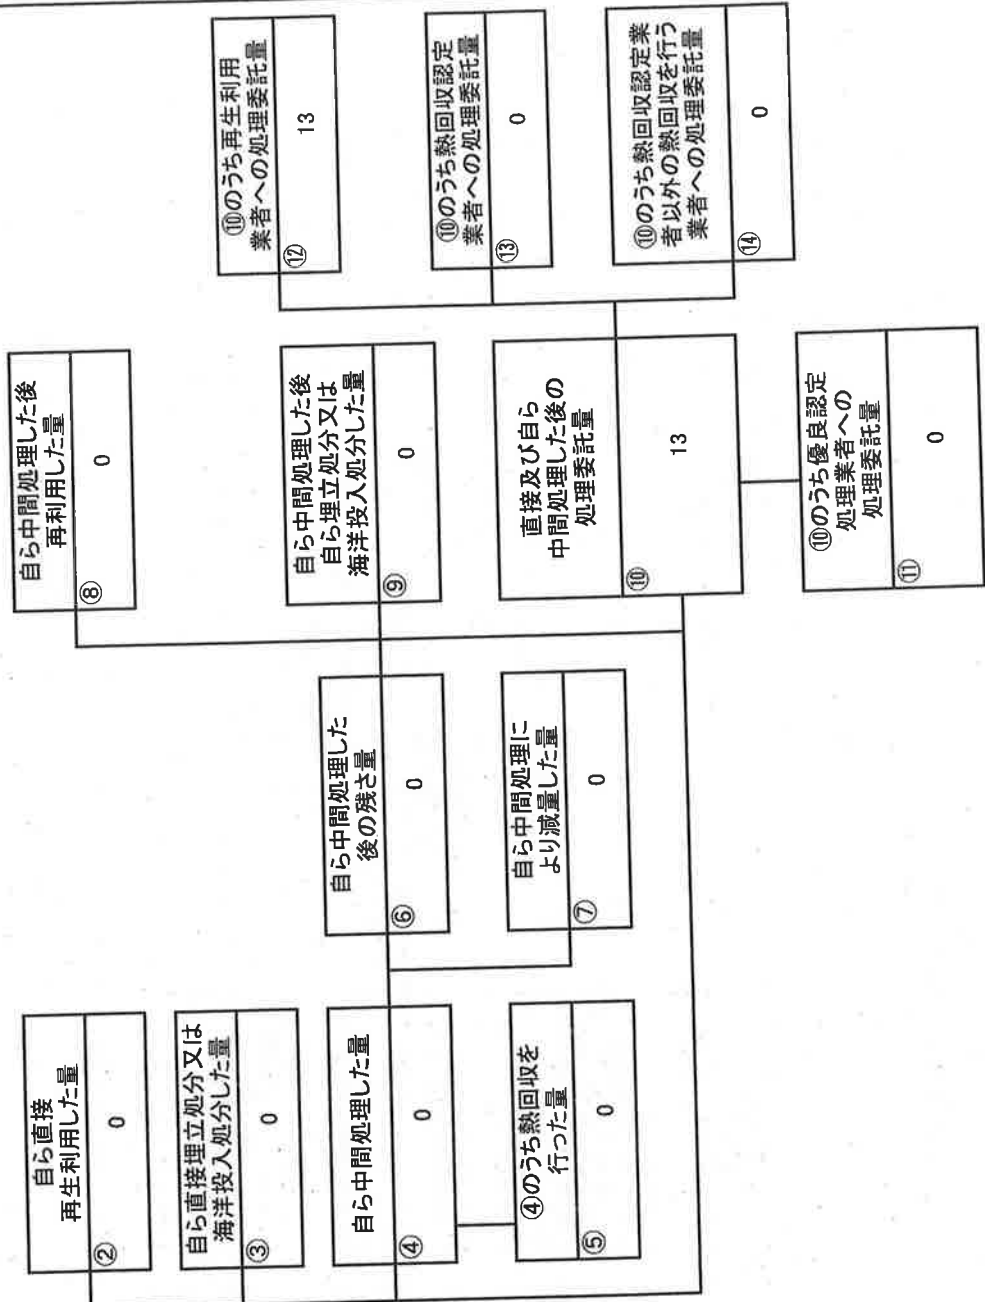 自ら直接
再生利用した量
②
0
自ら直接埋立処分又は
海洋投入処分した量
③
0
自ら中間処理した量
④
0
④のうち熱回収を
行った量
⑤
0
自ら中間処理した
後の残さ量
⑥
0
自ら中間処理に
より減量した量
⑦
0
自ら中間処理した後
再利用した量
⑧
0
自ら中間処理した後
自ら埋立処分又は
海洋投入処分した量
⑨
0
直接及び自ら
中間処理した後の
処理委託量
⑩
13
⑩のうち優良認定
処理業者への
処理委託量
⑪
0
⑩のうち再生利用
業者への処理委託量
⑫
13
⑩のうち熱回収認定
業者への処理委託量
⑬
0
⑩のうち熱回収認定業
者以外の熱回収を行う
業者への処理委託量
⑭
0